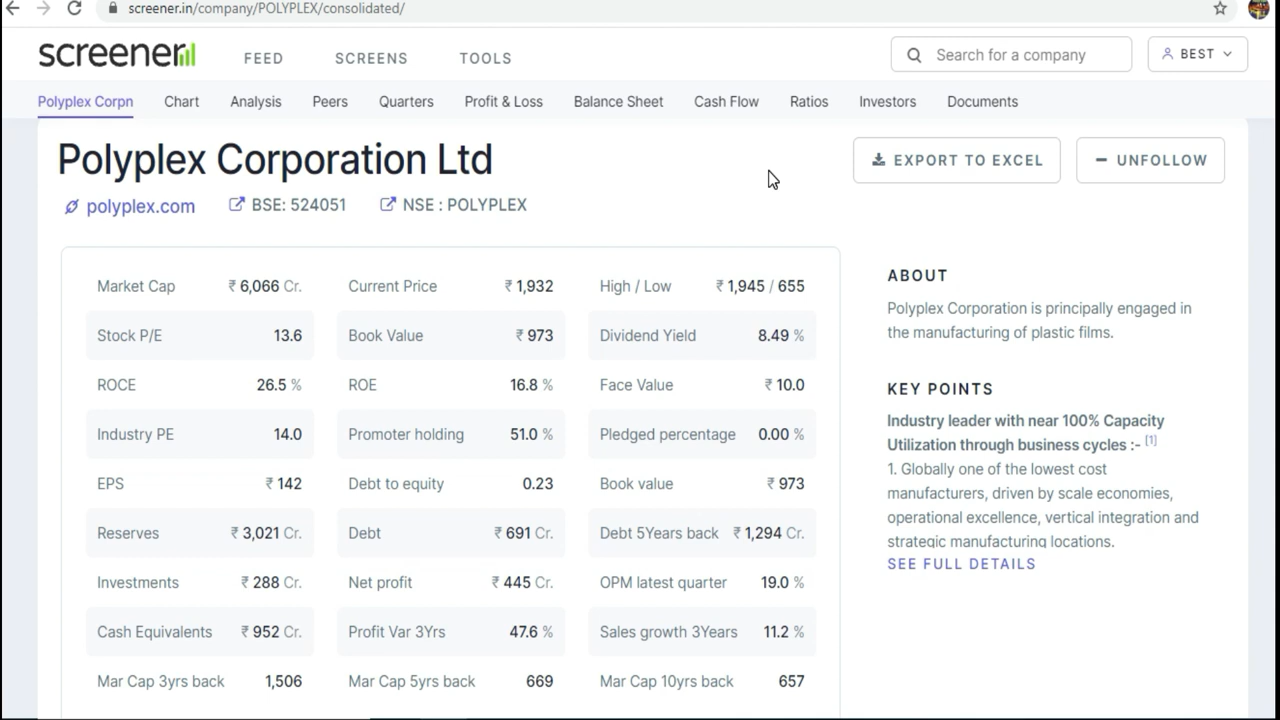 screener.in/company/POLYPLEX/consolidated/
screener FEED SCREENS TOOLS Search for a company BEST
Polyplex Corpn Chart Analysis Peers Quarters Profit & Loss Balance Sheet Cash Flow Ratios Investors Documents
Polyplex Corporation Ltd EXPORT TO EXCEL UNFOLLOW
polyplex.com BSE: 524051 NSE : POLYPLEX
Market Cap ₹ 6,066 Cr. Current Price ₹ 1,932 High / Low ₹ 1,945 / 655
Stock P/E 13.6 Book Value ₹ 973 Dividend Yield 8.49 %
ROCE 26.5 % ROE 16.8 % Face Value ₹ 10.0
Industry PE 14.0 Promoter holding 51.0 % Pledged percentage 0.00 %
EPS ₹ 142 Debt to equity 0.23 Book value ₹ 973
Reserves ₹ 3,021 Cr. Debt ₹ 691 Cr. Debt 5Years back ₹ 1,294 Cr.
Investments ₹ 288 Cr. Net profit ₹ 445 Cr. OPM latest quarter 19.0 %
Cash Equivalents ₹ 952 Cr. Profit Var 3Yrs 47.6 % Sales growth 3Years 11.2 %
Mar Cap 3yrs back 1,506 Mar Cap 5yrs back 669 Mar Cap 10yrs back 657
ABOUT
Polyplex Corporation is principally engaged in
the manufacturing of plastic films.
KEY POINTS
Industry leader with near 100% Capacity
Utilization through business cycles :- [1]
1. Globally one of the lowest cost
manufacturers, driven by scale economies,
operational excellence, vertical integration and
strategic manufacturing locations.
SEE FULL DETAILS